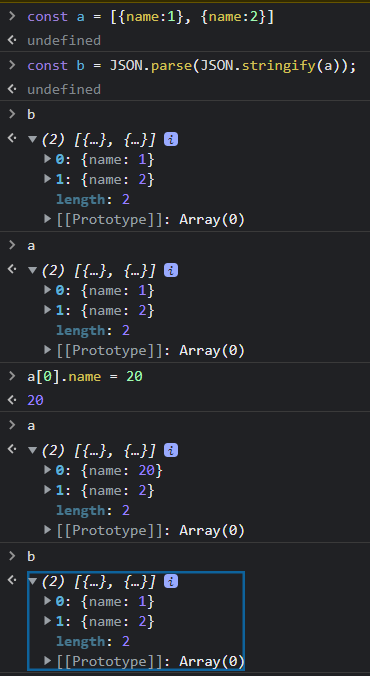 const a = [{name:1}, {name:2}]
undefined
const b = JSON.parse(JSON.stringify(a));
undefined
b
(2) [{…}, {…}] i
0: {name: 1}
1: {name: 2}
length: 2
[[Prototype]]: Array(0)
a
(2) [{…}, {…}] i
0: {name: 1}
1: {name: 2}
length: 2
[[Prototype]]: Array(0)
a[0].name = 20
20
a
(2) [{…}, {…}] i
0: {name: 20}
1: {name: 2}
length: 2
[[Prototype]]: Array(0)
b
(2) [{…}, {…}] i
0: {name: 1}
1: {name: 2}
length: 2
[[Prototype]]: Array(0)